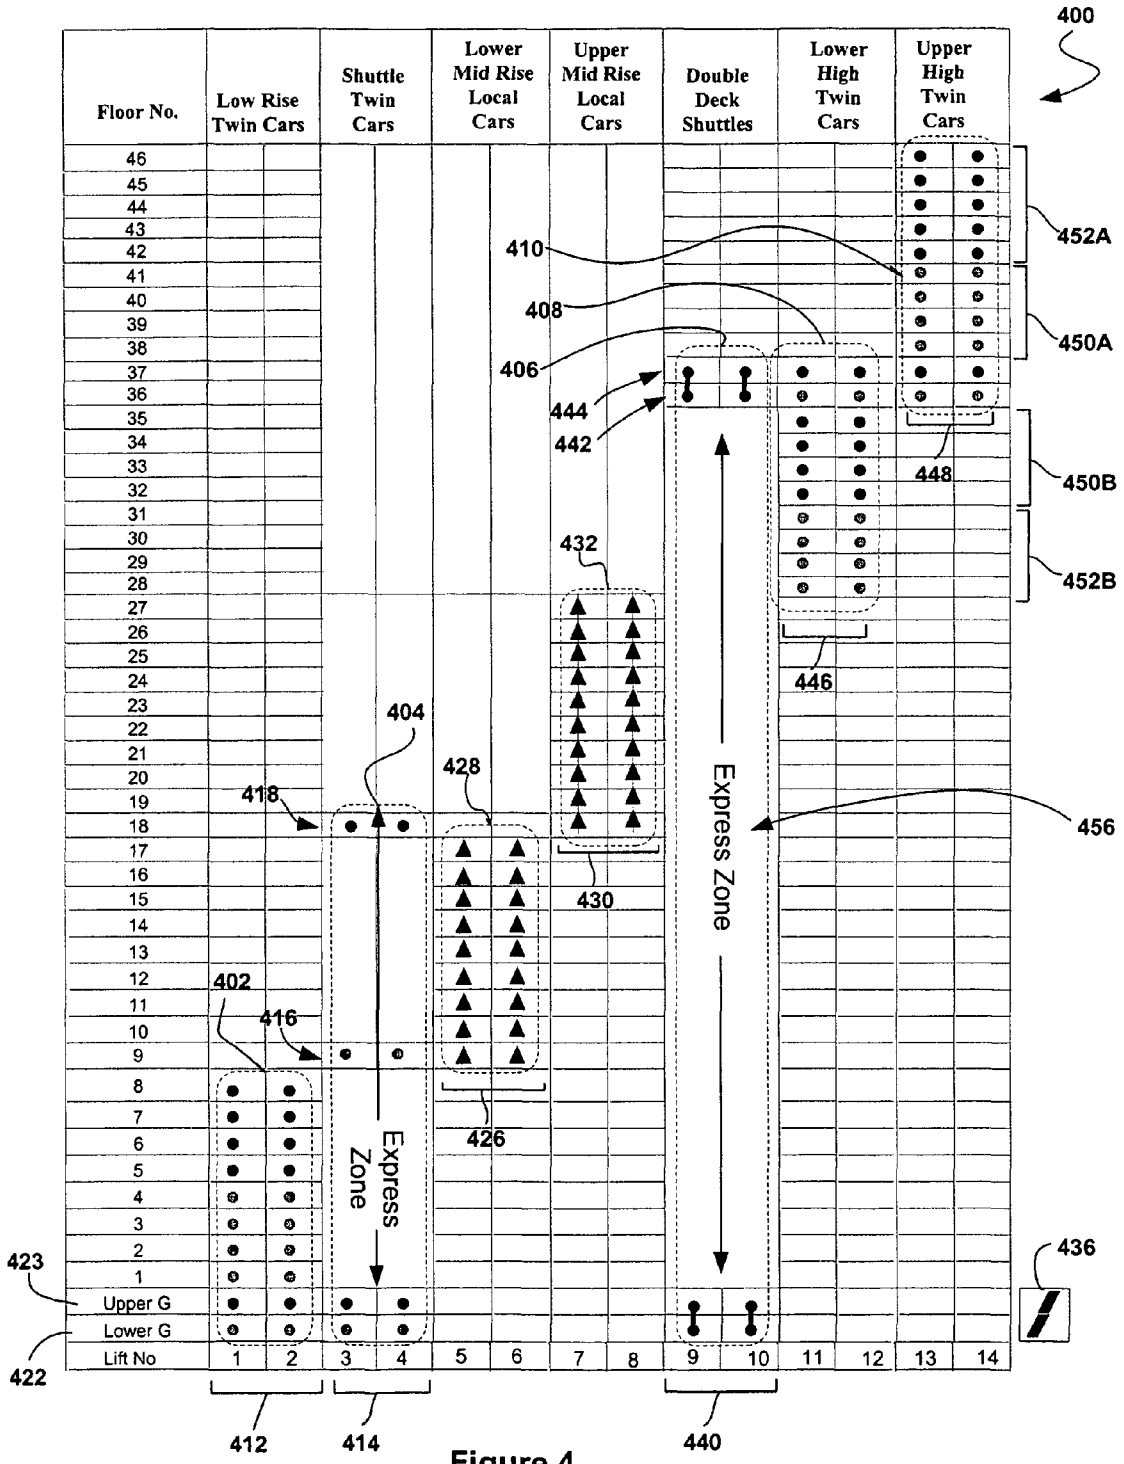 400
Floor No.
Low Rise
Twin Cars
Shuttle
Twin
Cars
Lower
Mid Rise
Local
Cars
Upper
Mid Rise
Local
Cars
Double
Deck
Shuttles
Lower
High
Twin
Cars
Upper
High
Twin
Cars
46
45
44
43
42
41
40
39
38
37
36
35
34
33
32
31
30
29
28
27
26
25
24
23
22
21
20
19
18
17
16
15
14
13
12
11
10
9
8
7
6
5
4
3
2
1
Upper G
Lower G
Lift No 1 2 3 4 5 6 7 8 9 10 11 12 13 14
452A
410
408
450A
406
444
442
448
450B
432
452B
446
404
428
418
456
430
Express Zone
402
416
426
Express
Zone
423
436
422
412
414
440
Figure 4